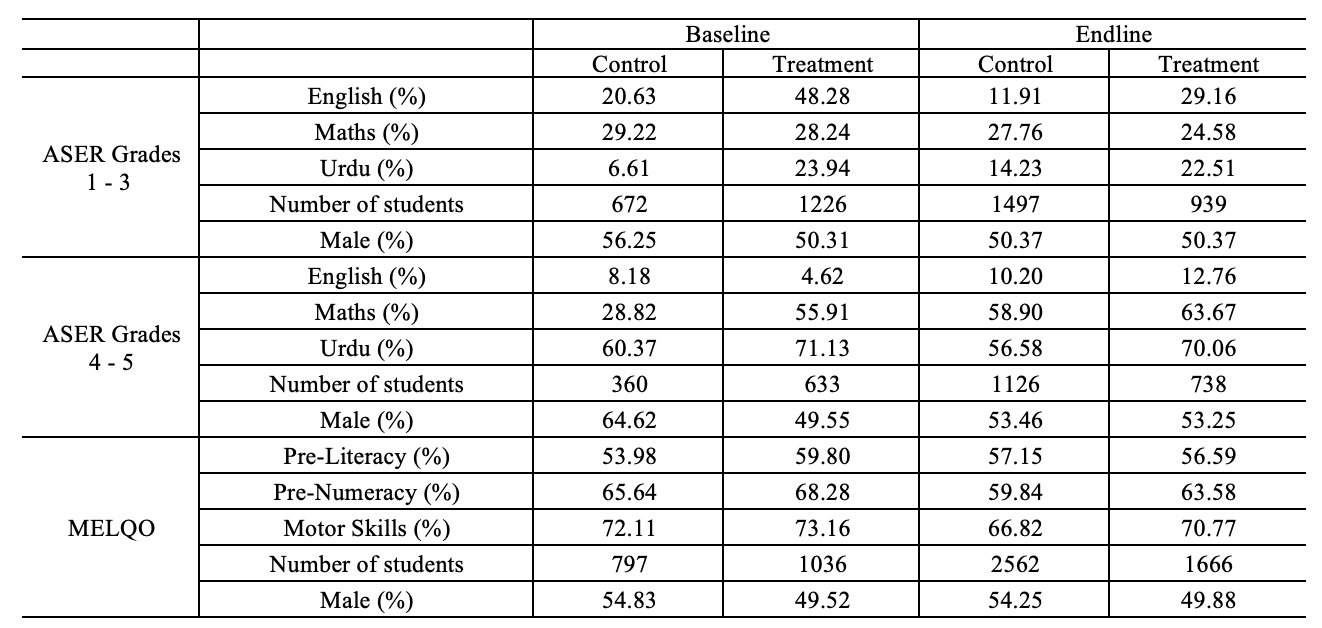 Baseline Endline
Control Treatment Control Treatment
ASER Grades
1 - 3
English (%) 20.63 48.28 11.91 29.16
Maths (%) 29.22 28.24 27.76 24.58
Urdu (%) 6.61 23.94 14.23 22.51
Number of students 672 1226 1497 939
Male (%) 56.25 50.31 50.37 50.37
ASER Grades
4 - 5
English (%) 8.18 4.62 10.20 12.76
Maths (%) 28.82 55.91 58.90 63.67
Urdu (%) 60.37 71.13 56.58 70.06
Number of students 360 633 1126 738
Male (%) 64.62 49.55 53.46 53.25
MELQO
Pre-Literacy (%) 53.98 59.80 57.15 56.59
Pre-Numeracy (%) 65.64 68.28 59.84 63.58
Motor Skills (%) 72.11 73.16 66.82 70.77
Number of students 797 1036 2562 1666
Male (%) 54.83 49.52 54.25 49.88